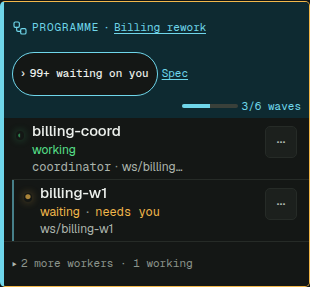 PROGRAMME · Billing rework
› 99+ waiting on you Spec
3/6 waves
billing-coord
working
coordinator · ws/billing…
billing-w1
waiting · needs you
ws/billing-w1
▸ 2 more workers · 1 working